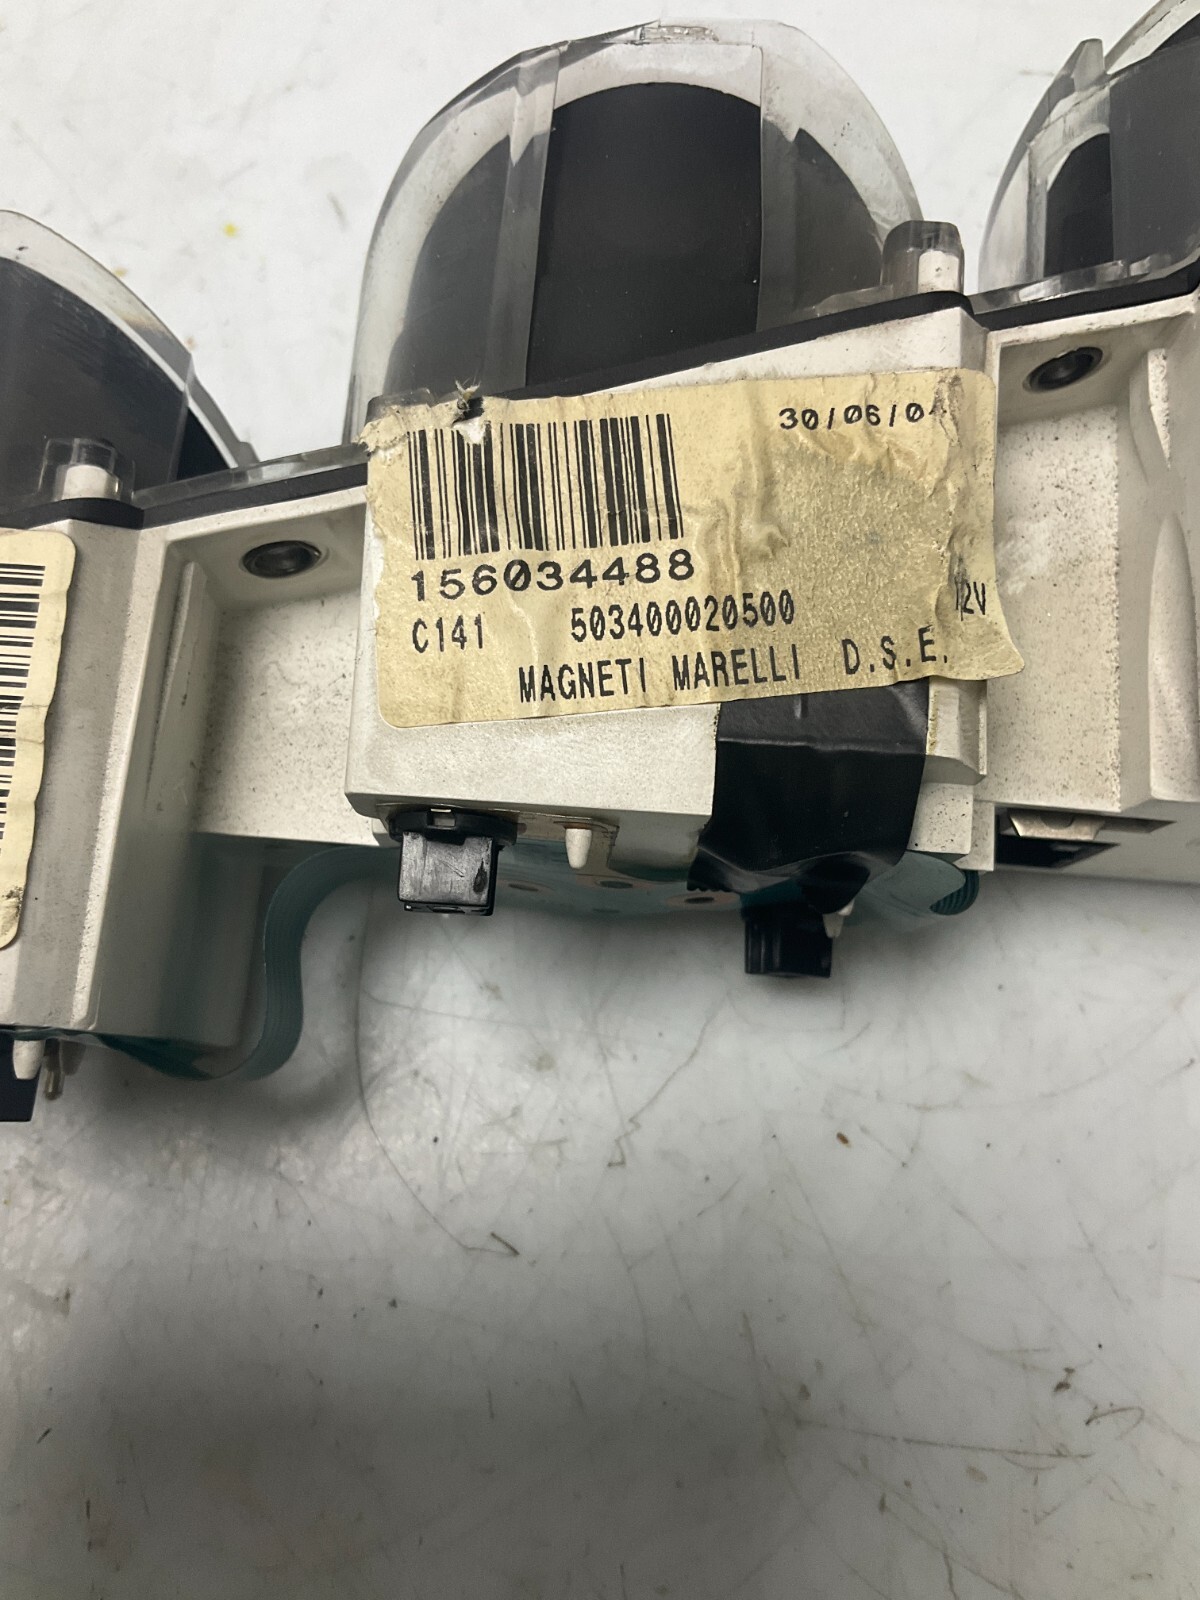 30/06/0
156034488
C141 503400020500 12V
MAGNETI MARELLI D.S.E.